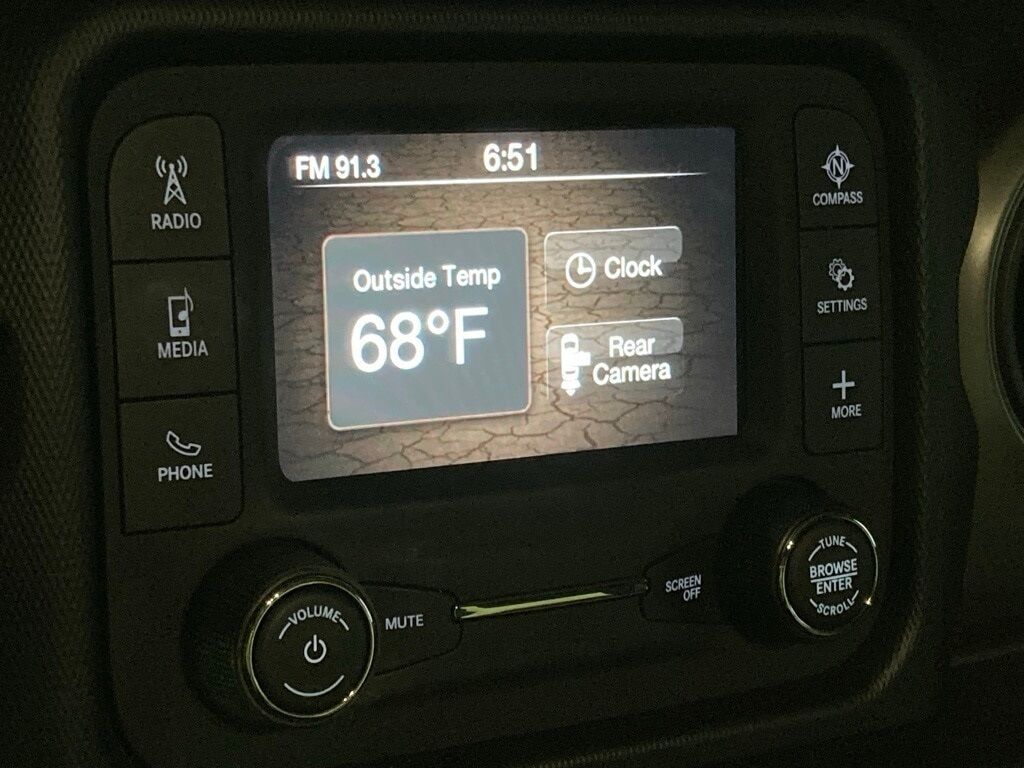 FM 91.3
6:51
Outside Temp
68°F
Clock
Rear
Camera
RADIO
MEDIA
PHONE
N
COMPASS
SETTINGS
MORE
VOLUME
MUTE
SCREEN
OFF
TUNE
BROWSE
ENTER
SCROLL